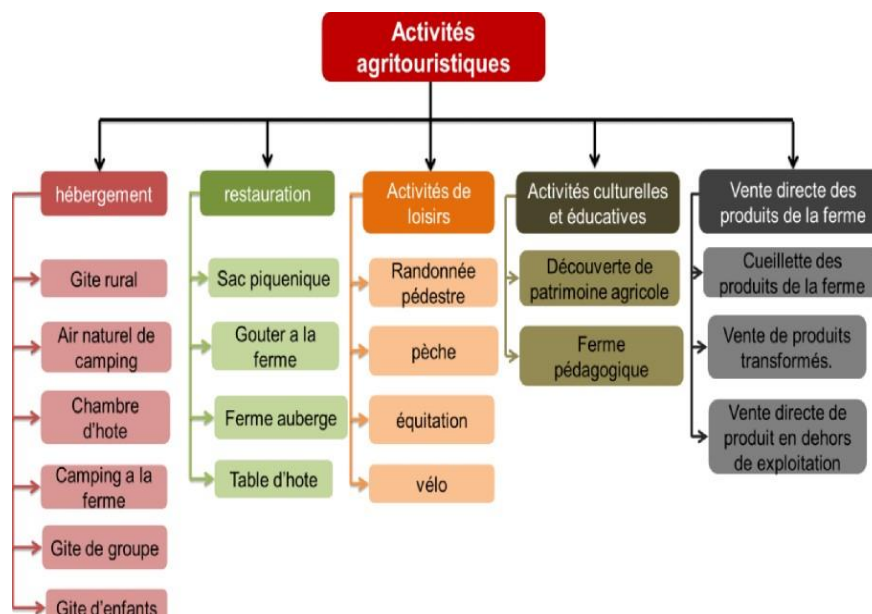 Activités
agritouristiques
hébergement
Gite rural
Air naturel de
camping
Chambre
d'hote
Camping a la
ferme
Gite de groupe
Gite d'enfants
restauration
Sac piquenique
Gouter a la
ferme
Ferme auberge
Table d'hote
Activités de
loisirs
Randonnée
pédestre
pèche
équitation
vélo
Activités culturelles
et éducatives
Découverte de
patrimoine agricole
Ferme
pédagogique
Vente directe des
produits de la ferme
Cueillette des
produits de la ferme
Vente de produits
transformés.
Vente directe de
produit en dehors
de exploitation